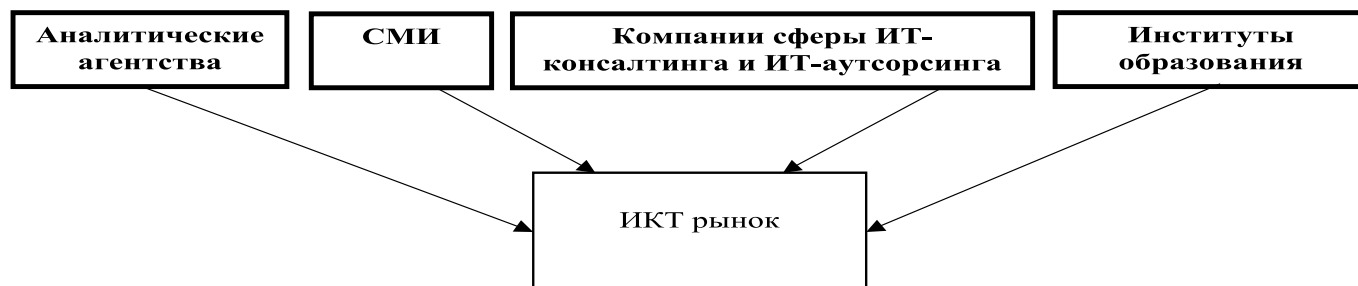 Аналитические
агентства
СМИ
Компании сферы ИТ-
консалтинга и ИТ-аутсорсинга
Институты
образования
ИКТ рынок